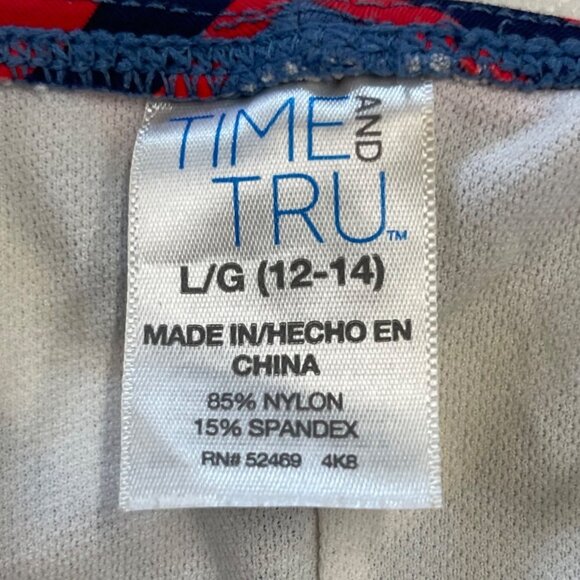 TIME AND
TRU™
L/G (12-14)
MADE IN/HECHO EN
CHINA
85% NYLON
15% SPANDEX
RN# 52469 4K8